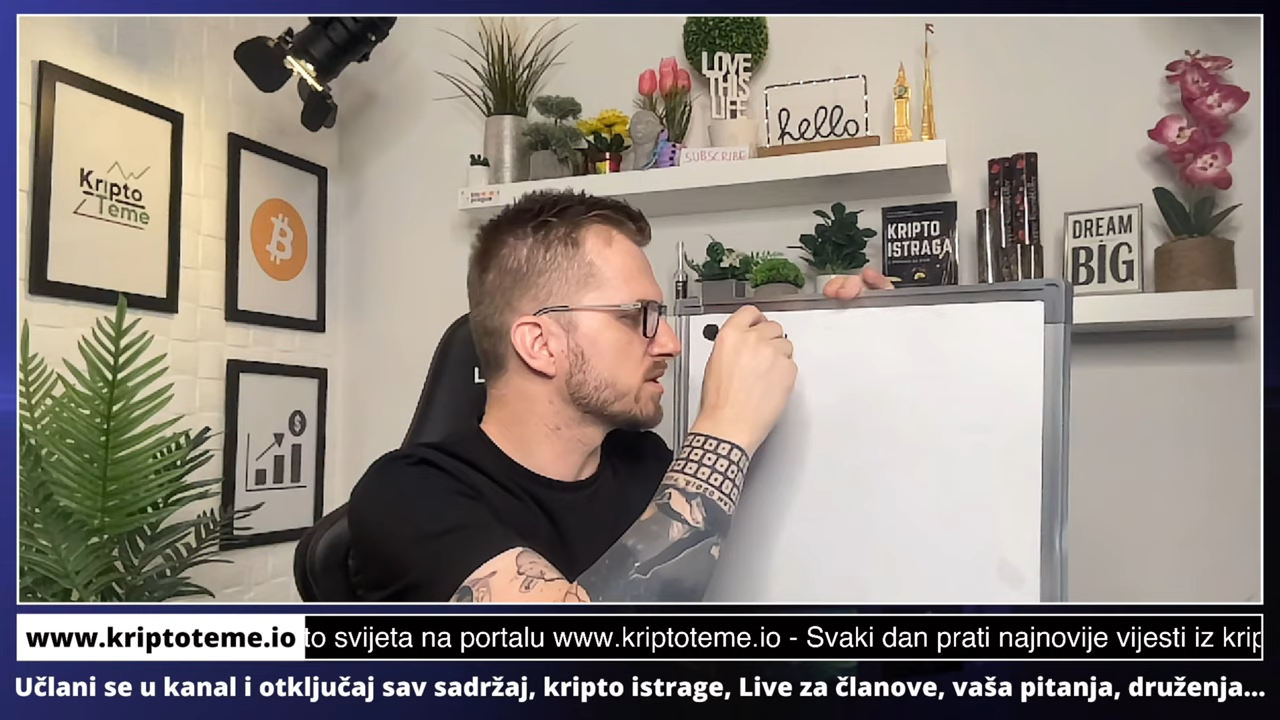 LOVE
THIS
LIFE
hello
SUBSCRIBE
Kripto
Teme
KRIPTO
ISTRAGA
DREAM
BIG
www.kriptoteme.io
to svijeta na portalu www.kriptoteme.io - Svaki dan prati najnovije vijesti iz krip
Učlani se u kanal i otključaj sav sadržaj, kripto istrage, Live za članove, vaša pitanja, druženja...